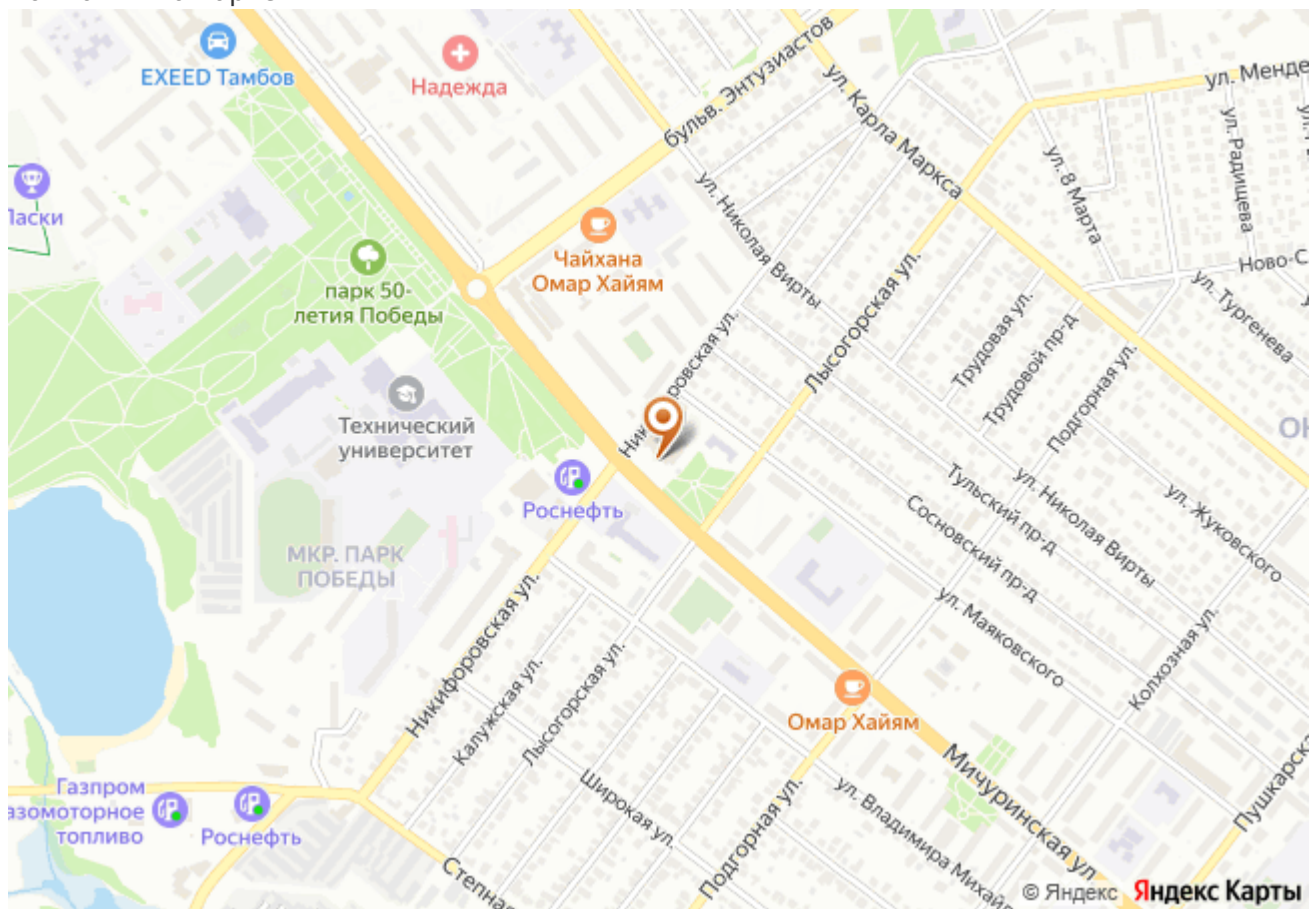 EXEED Тамбов
Надежда
бульв. Энтузиастов
ул. Карла Маркса
ул. Менде
ул. Радищева
ул. 8 Марта
Ласки
Чайхана
Омар Хайям
ул. Николая Вирты
парк 50-
летия Победы
Лысогорская ул.
Ново-С
ул. Тургенева
Трудовая ул.
Трудовой пр-д
Подгорная ул.
Технический
университет
Роснефть
Тульский пр-д
ул. Николая Вирты
ул. Жуковского
Сосновский пр-д
ул. Маяковского
МКР. ПАРК
ПОБЕДЫ
Никифоровская ул.
Калужская ул.
Лысогорская ул.
Колхозная ул.
Омар Хайям
Мичуринская ул.
Широкая ул.
Подгорная ул.
ул. Владимира Михайл
Газпром
азомоторное
топливо
Роснефть
Степная
© Яндекс Яндекс Карты